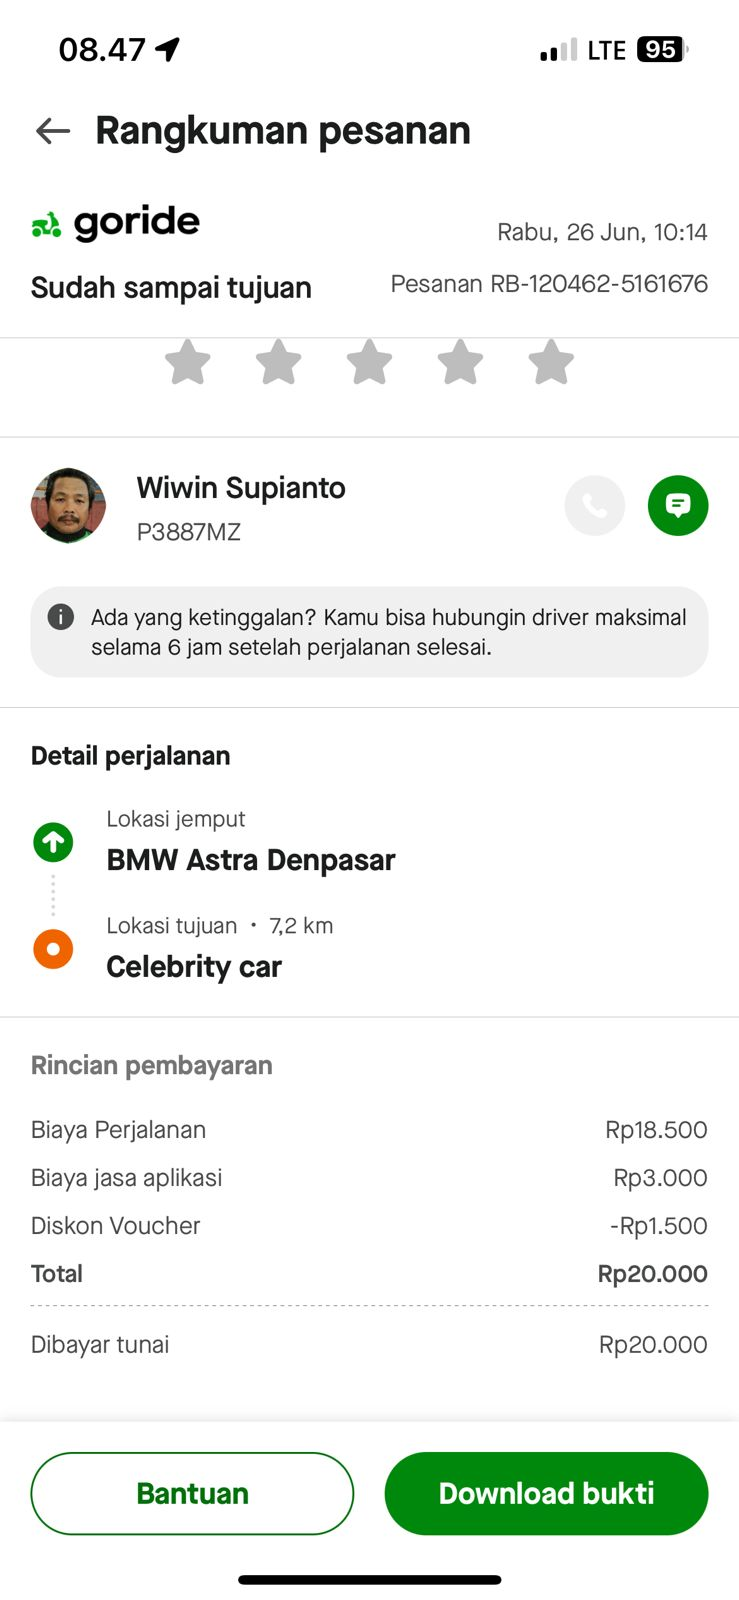 08.47
LTE 95
Rangkuman pesanan
goride
Rabu, 26 Jun, 10:14
Sudah sampai tujuan
Pesanan RB-120462-5161676
Wiwin Supianto
P3887MZ
Ada yang ketinggalan? Kamu bisa hubungin driver maksimal
selama 6 jam setelah perjalanan selesai.
Detail perjalanan
Lokasi jemput
BMW Astra Denpasar
Lokasi tujuan • 7,2 km
Celebrity car
Rincian pembayaran
Biaya Perjalanan Rp18.500
Biaya jasa aplikasi Rp3.000
Diskon Voucher -Rp1.500
Total Rp20.000
Dibayar tunai Rp20.000
Bantuan
Download bukti